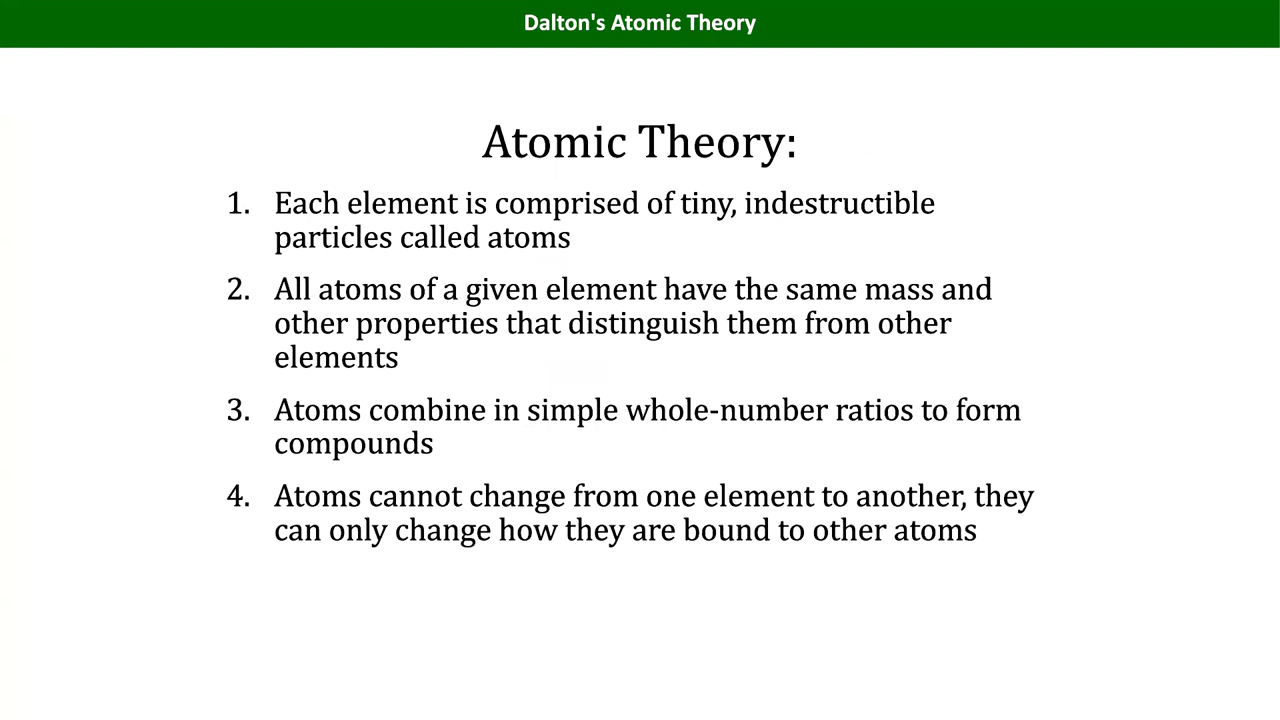 Dalton's Atomic Theory
Atomic Theory:
1. Each element is comprised of tiny, indestructible
particles called atoms
2. All atoms of a given element have the same mass and
other properties that distinguish them from other
elements
3. Atoms combine in simple whole-number ratios to form
compounds
4. Atoms cannot change from one element to another, they
can only change how they are bound to other atoms